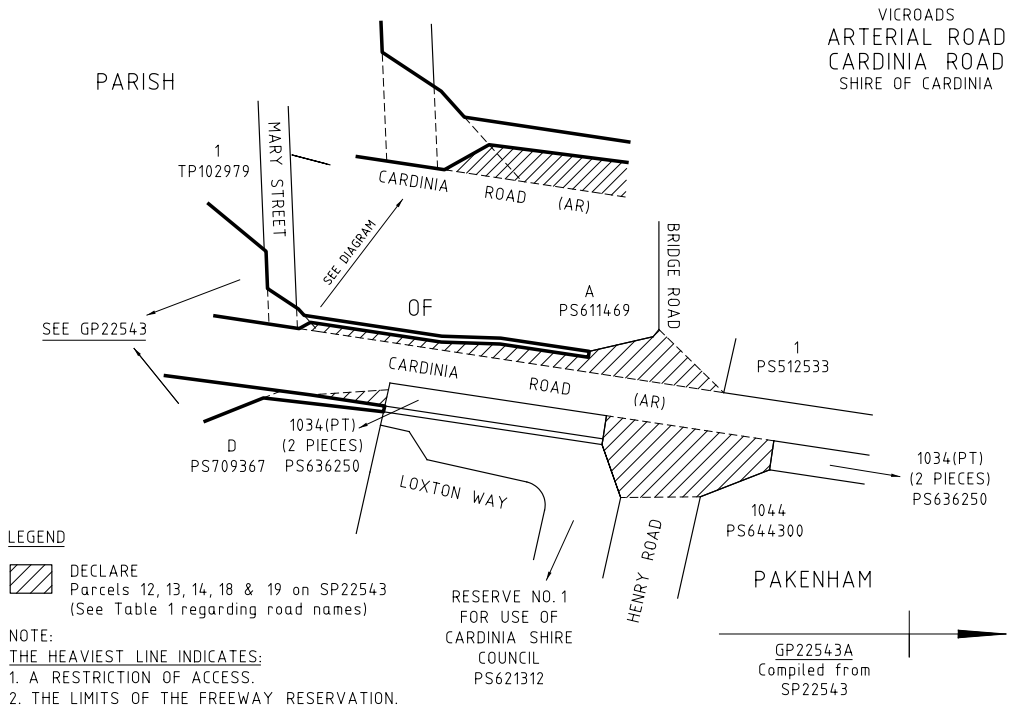 VICROADS
ARTERIAL ROAD
CARDINIA ROAD
SHIRE OF CARDINIA
PARISH
MARY STREET
1
TP102979
CARDINIA ROAD (AR)
SEE DIAGRAM
OF
A
PS611469
BRIDGE ROAD
SEE GP22543
1
PS512533
CARDINIA ROAD (AR)
D
PS709367
1034(PT)
(2 PIECES)
PS636250
LOXTON WAY
1034(PT)
(2 PIECES)
PS636250
1044
PS644300
HENRY ROAD
PAKENHAM
RESERVE NO. 1
FOR USE OF
CARDINIA SHIRE
COUNCIL
PS621312
LEGEND
DECLARE
Parcels 12, 13, 14, 18 & 19 on SP22543
(See Table 1 regarding road names)
NOTE:
THE HEAVIEST LINE INDICATES:
1. A RESTRICTION OF ACCESS.
2. THE LIMITS OF THE FREEWAY RESERVATION.
GP22543A
Compiled from
SP22543